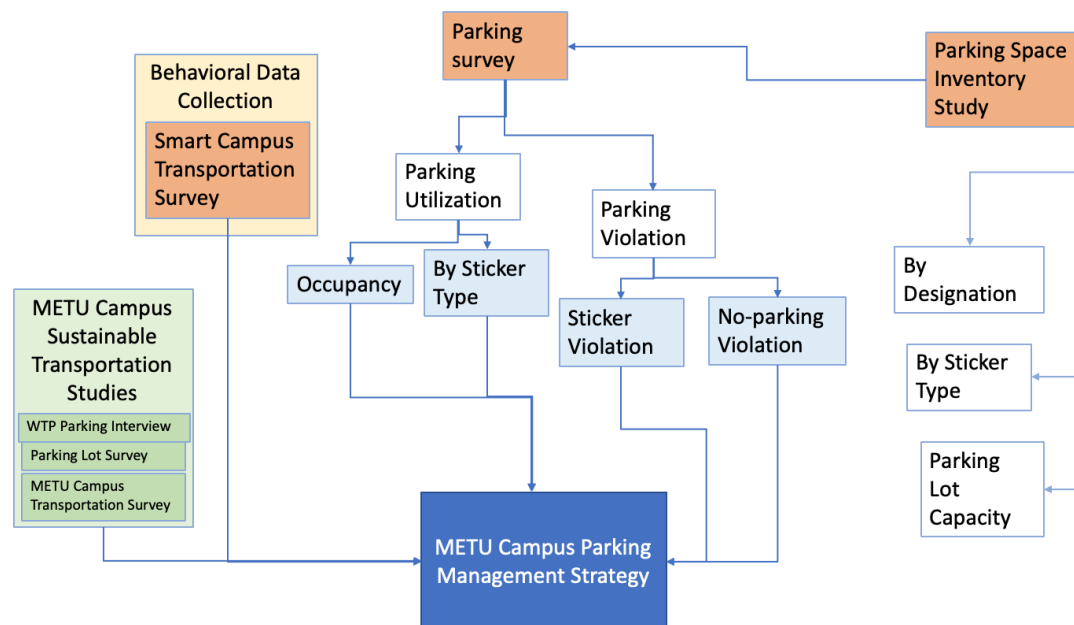 Parking
survey
Parking Space
Inventory
Study
Behavioral Data
Collection
Smart Campus
Transportation
Survey
Parking
Utilization
Parking
Violation
By
Designation
Occupancy
By Sticker
Type
Sticker
Violation
No-parking
Violation
METU Campus
Sustainable
Transportation
Studies
WTP Parking Interview
Parking Lot Survey
METU Campus
Transportation Survey
By Sticker
Type
Parking
Lot
Capacity
METU Campus Parking
Management Strategy